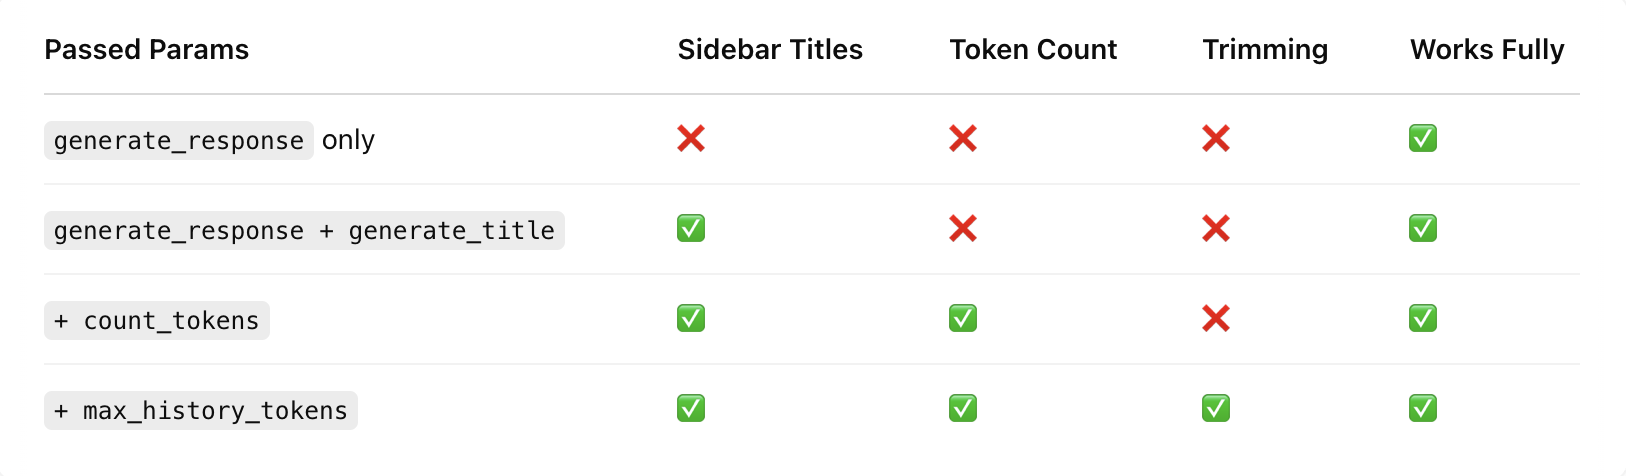 Passed Params Sidebar Titles Token Count Trimming Works Fully
generate_response only ❌ ❌ ❌ ✅
generate_response + generate_title ✅ ❌ ❌ ✅
+ count_tokens ✅ ✅ ❌ ✅
+ max_history_tokens ✅ ✅ ✅ ✅